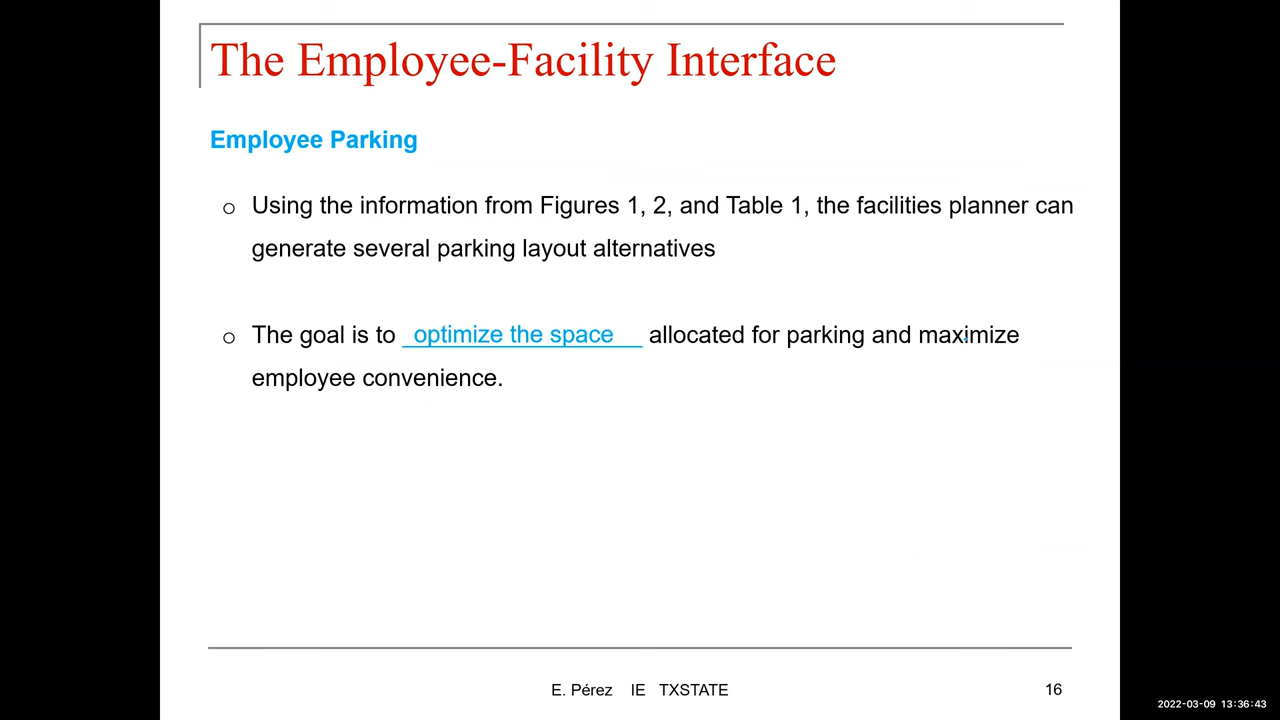 The Employee-Facility Interface
Employee Parking
o Using the information from Figures 1, 2, and Table 1, the facilities planner can
generate several parking layout alternatives
o The goal is to _optimize the space__ allocated for parking and maximize
employee convenience.
E. Pérez IE TXSTATE
16
2022-03-09 13:36:43